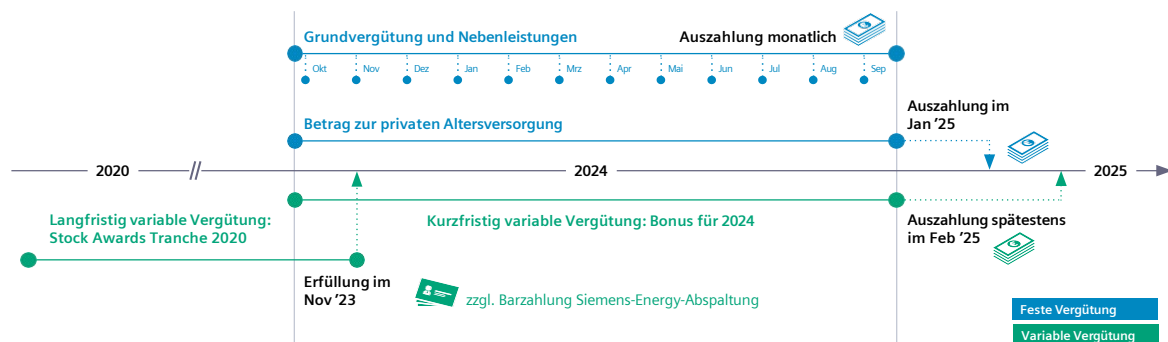 Grundvergütung und Nebenleistungen
Auszahlung monatlich
Okt Nov Dez Jan Feb Mrz Apr Mai Jun Jul Aug Sep
Betrag zur privaten Altersversorgung
Auszahlung im
Jan ’25
2020 // 2024 2025
Langfristig variable Vergütung:
Stock Awards Tranche 2020
Kurzfristig variable Vergütung: Bonus für 2024
Auszahlung spätestens
im Feb ’25
Erfüllung im
Nov ’23
zzgl. Barzahlung Siemens-Energy-Abspaltung
Feste Vergütung
Variable Vergütung